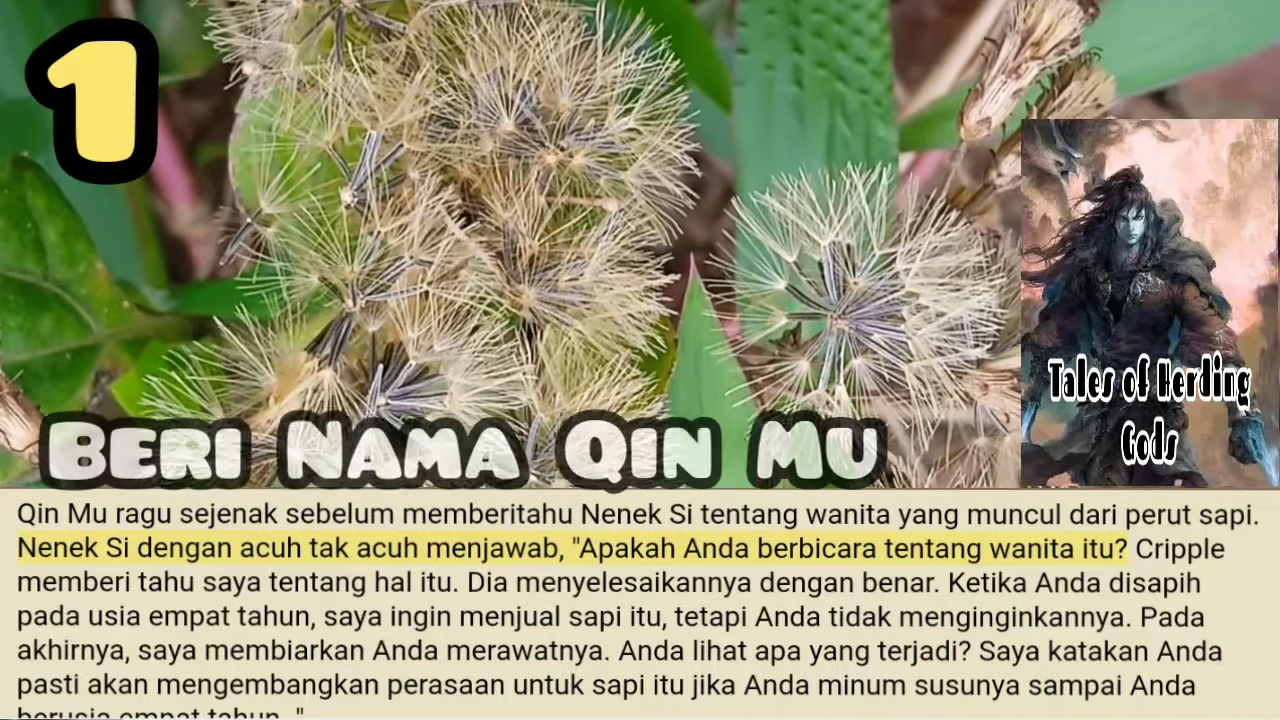 1
Tales of Herding
Gods
BERI NAMA QIN MU
Qin Mu ragu sejenak sebelum memberitahu Nenek Si tentang wanita yang muncul dari perut sapi.
Nenek Si dengan acuh tak acuh menjawab, "Apakah Anda berbicara tentang wanita itu? Cripple
memberi tahu saya tentang hal itu. Dia menyelesaikannya dengan benar. Ketika Anda disapih
pada usia empat tahun, saya ingin menjual sapi itu, tetapi Anda tidak menginginkannya. Pada
akhirnya, saya membiarkan Anda merawatnya. Anda lihat apa yang terjadi? Saya katakan Anda
pasti akan mengembangkan perasaan untuk sapi itu jika Anda minum susunya sampai Anda
berusia empat tahun. "